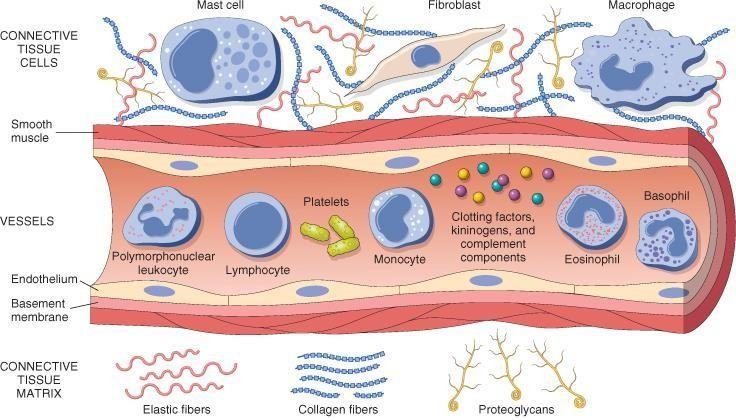 Mast cell
Fibroblast
Macrophage
CONNECTIVE
TISSUE
CELLS
Smooth
muscle
VESSELS
Platelets
Basophil
Polymorphonuclear
leukocyte
Lymphocyte
Monocyte
Clotting factors,
kininogens, and
complement
components
Eosinophil
Endothelium
Basement
membrane
CONNECTIVE
TISSUE
MATRIX
Elastic fibers
Collagen fibers
Proteoglycans